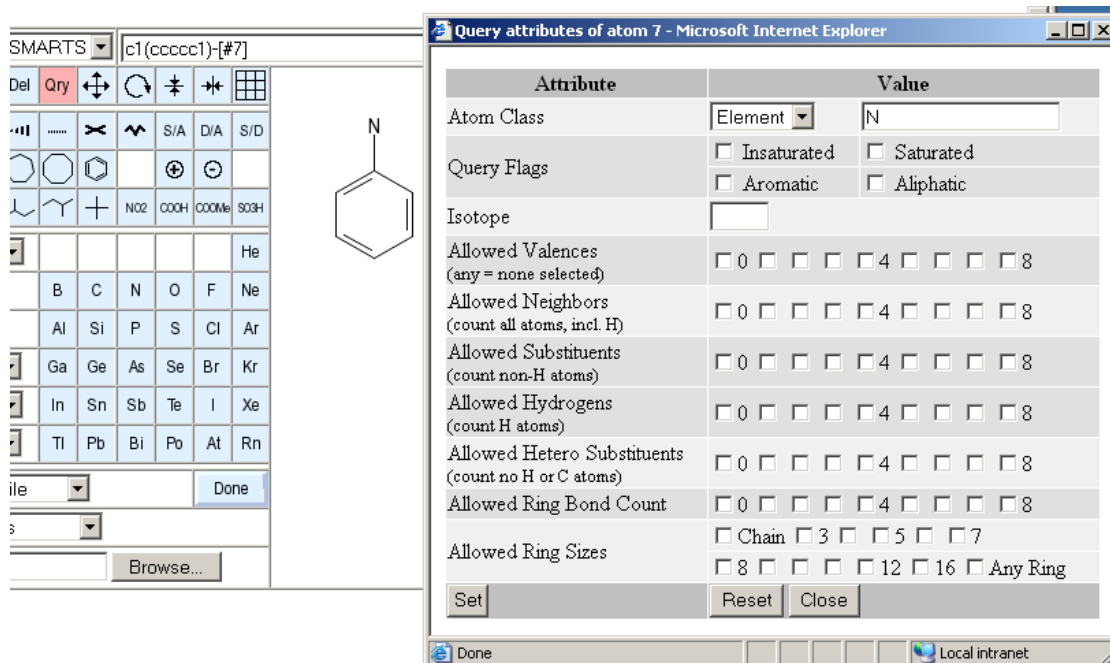 SMARTS c1(ccccc1)-[#7]
Del Qry
S/A D/A S/D
NO2 COOH COOMe SO3H
He
B C N O F Ne
Al Si P S Cl Ar
Ga Ge As Se Br Kr
In Sn Sb Te I Xe
Tl Pb Bi Po At Rn
Done
Browse...
N
Query attributes of atom 7 - Microsoft Internet Explorer
Attribute Value
Atom Class Element N
Query Flags Insaturated Saturated
Aromatic Aliphatic
Isotope
Allowed Valences
(any = none selected) 0 4 8
Allowed Neighbors
(count all atoms, incl. H) 0 4 8
Allowed Substituents
(count non-H atoms) 0 4 8
Allowed Hydrogens
(count H atoms) 0 4 8
Allowed Hetero Substituents
(count no H or C atoms) 0 4 8
Allowed Ring Bond Count 0 4 8
Allowed Ring Sizes Chain 3 5 7
8 12 16 Any Ring
Set Reset Close
Done Local intranet